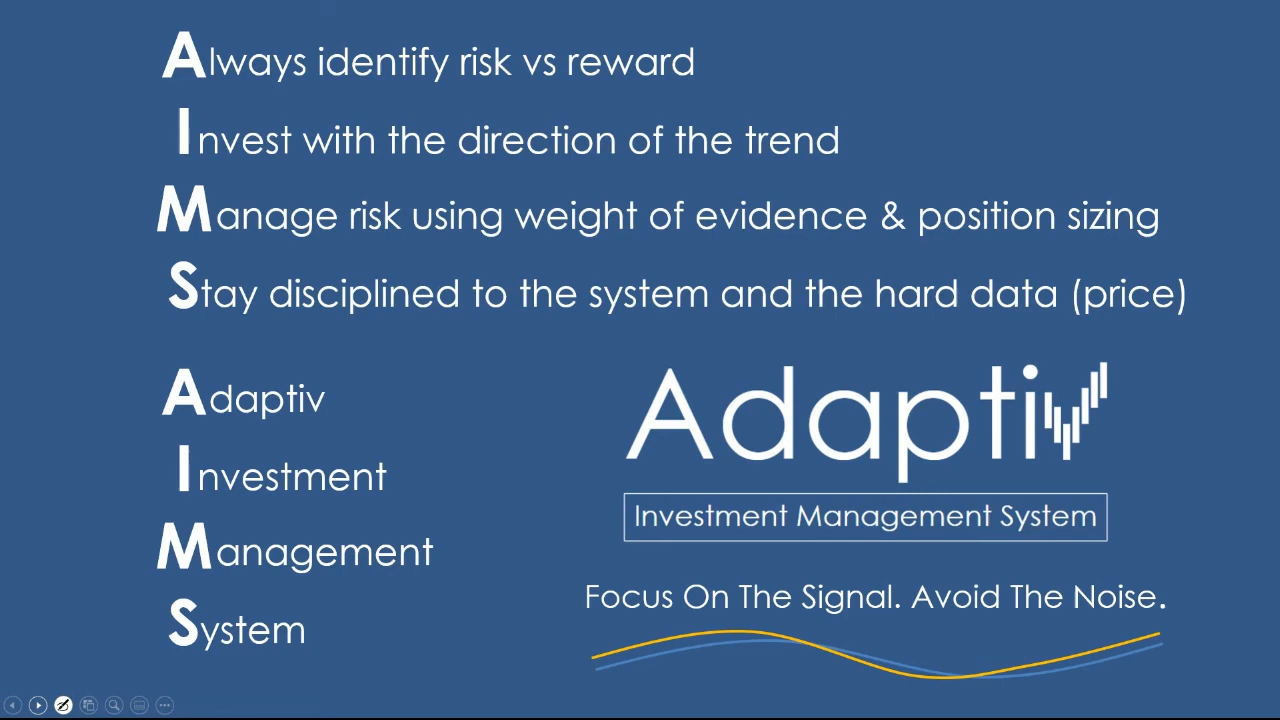 Always identify risk vs reward
Invest with the direction of the trend
Manage risk using weight of evidence & position sizing
Stay disciplined to the system and the hard data (price)
Adaptiv
Investment
Management
System
Adaptiv
Investment Management System
Focus On The Signal. Avoid The Noise.